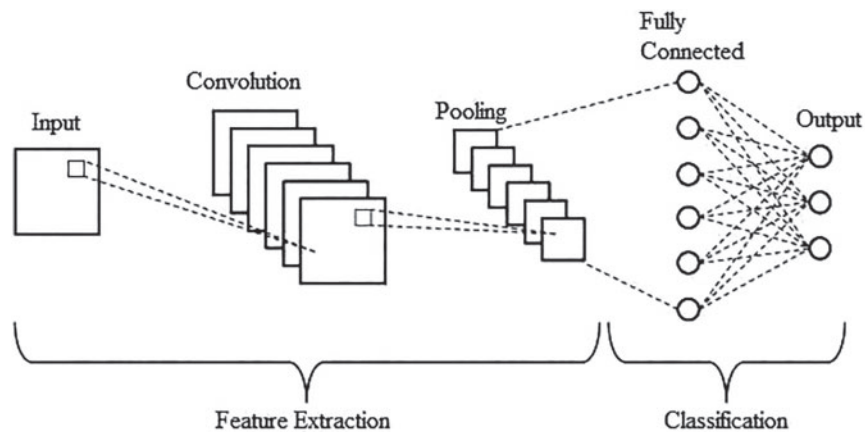 Input
Convolution
Pooling
Fully
Connected
Output
Feature Extraction
Classification